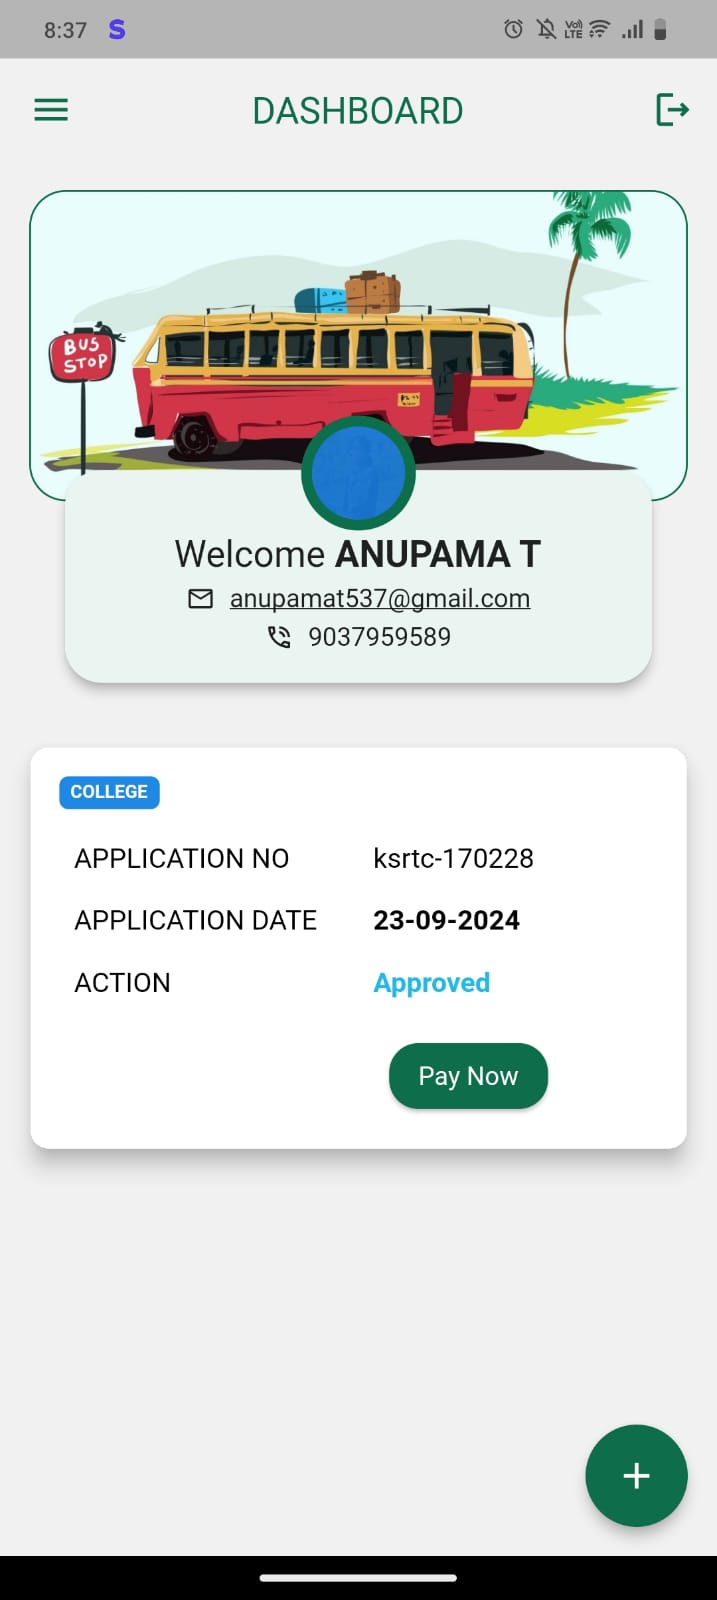 8:37 S Vo) LTE
DASHBOARD
BUS
STOP
Welcome ANUPAMA T
anupamat537@gmail.com
9037959589
COLLEGE
APPLICATION NO ksrtc-170228
APPLICATION DATE 23-09-2024
ACTION Approved
Pay Now